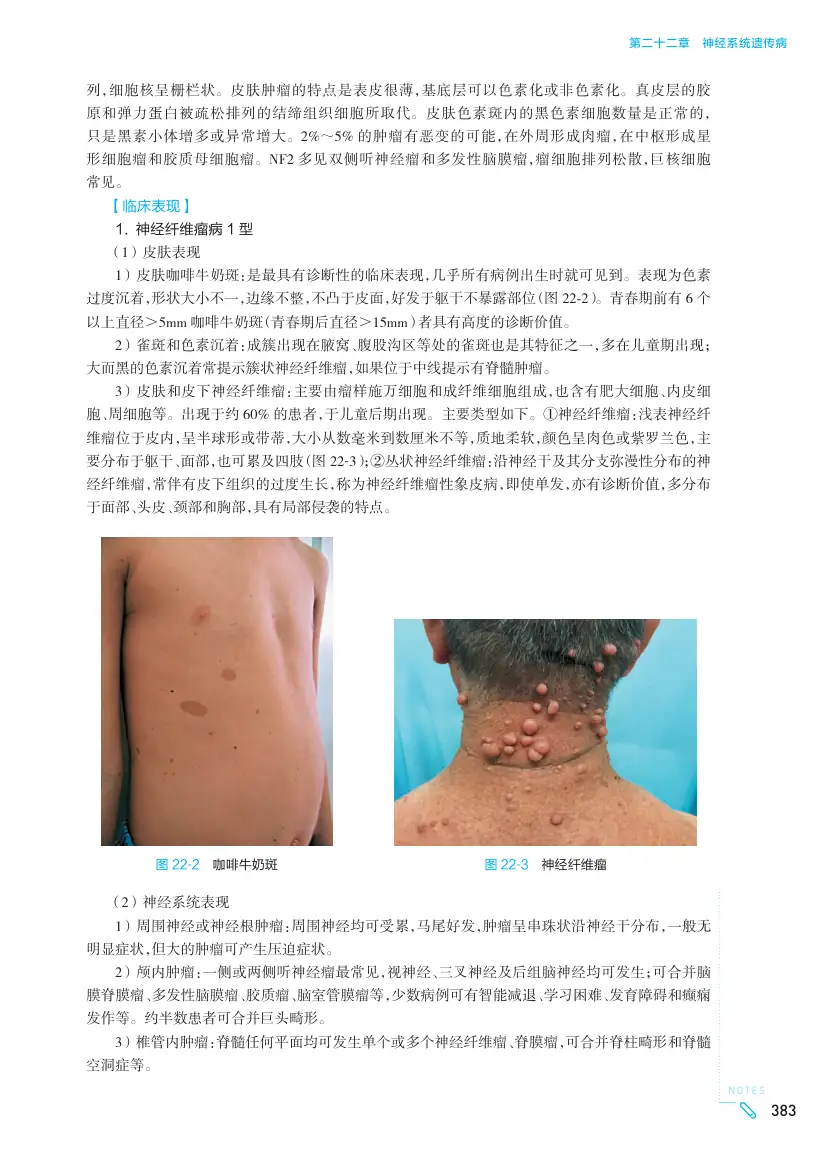 第二十二章 神经系统遗传病
列,细胞核呈栅栏状。皮肤肿瘤的特点是表皮很薄,基底层可以色素化或非色素化。真皮层的胶
原和弹力蛋白被疏松排列的结缔组织细胞所取代。皮肤色素斑内的黑色素细胞数量是正常的,
只是黑素小体增多或异常增大。2%～5% 的肿瘤有恶变的可能,在外周形成肉瘤,在中枢形成星
形细胞瘤和胶质母细胞瘤。NF2 多见双侧听神经瘤和多发性脑膜瘤,瘤细胞排列松散,巨核细胞
常见。
【临床表现】
1. 神经纤维瘤病 1 型
（1）皮肤表现
1）皮肤咖啡牛奶斑:是最具有诊断性的临床表现,几乎所有病例出生时就可见到。表现为色素
过度沉着,形状大小不一,边缘不整,不凸于皮面,好发于躯干不暴露部位(图 22-2)。青春期前有 6 个
以上直径＞5mm 咖啡牛奶斑(青春期后直径＞15mm)者具有高度的诊断价值。
2）雀斑和色素沉着:成簇出现在腋窝、腹股沟区等处的雀斑也是其特征之一,多在儿童期出现;
大而黑的色素沉着常提示簇状神经纤维瘤,如果位于中线提示有脊髓肿瘤。
3）皮肤和皮下神经纤维瘤:主要由瘤样施万细胞和成纤维细胞组成,也含有肥大细胞、内皮细
胞、周细胞等。出现于约 60% 的患者,于儿童后期出现。主要类型如下。①神经纤维瘤:浅表神经纤
维瘤位于皮内,呈半球形或带蒂,大小从数毫米到数厘米不等,质地柔软,颜色呈肉色或紫罗兰色,主
要分布于躯干、面部,也可累及四肢(图 22-3);②丛状神经纤维瘤:沿神经干及其分支弥漫性分布的神
经纤维瘤,常伴有皮下组织的过度生长,称为神经纤维瘤性象皮病,即使单发,亦有诊断价值,多分布
于面部、头皮、颈部和胸部,具有局部侵袭的特点。
图 22-2 咖啡牛奶斑
图 22-3 神经纤维瘤
（2）神经系统表现
1）周围神经或神经根肿瘤:周围神经均可受累,马尾好发,肿瘤呈串珠状沿神经干分布,一般无
明显症状,但大的肿瘤可产生压迫症状。
2）颅内肿瘤:一侧或两侧听神经瘤最常见,视神经、三叉神经及后组脑神经均可发生;可合并脑
膜脊膜瘤、多发性脑膜瘤、胶质瘤、脑室管膜瘤等,少数病例可有智能减退、学习困难、发育障碍和癫痫
发作等。约半数患者可合并巨头畸形。
3）椎管内肿瘤:脊髓任何平面均可发生单个或多个神经纤维瘤、脊膜瘤,可合并脊柱畸形和脊髓
空洞症等。
NOTES
383